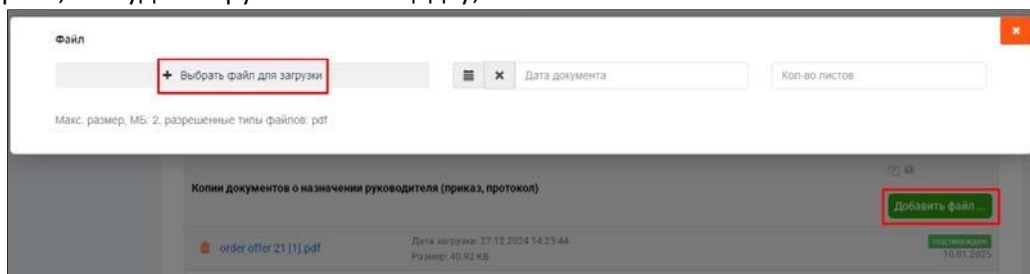 Файл
+ Выбрать файл для загрузки
Дата документа
Кол-во листов
Макс. размер, МБ: 2, разрешенные типы файлов: pdf
Копии документов о назначении руководителя (приказ, протокол)
Добавить файл ...
order offer 21 [1].pdf
Дата загрузки: 27.12.2024 14:23:44
Размер: 40.92 KB
подтвержден
10.01.2025